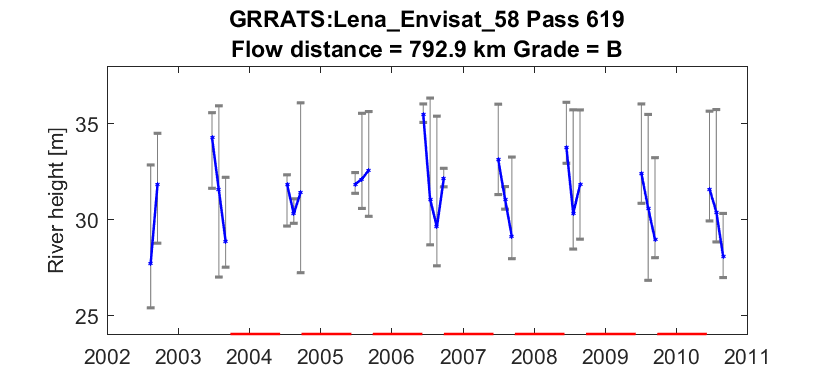 GRRATS:Lena_Envisat_58 Pass 619
Flow distance = 792.9 km Grade = B
River height [m]
35
30
25
2002 2003 2004 2005 2006 2007 2008 2009 2010 2011